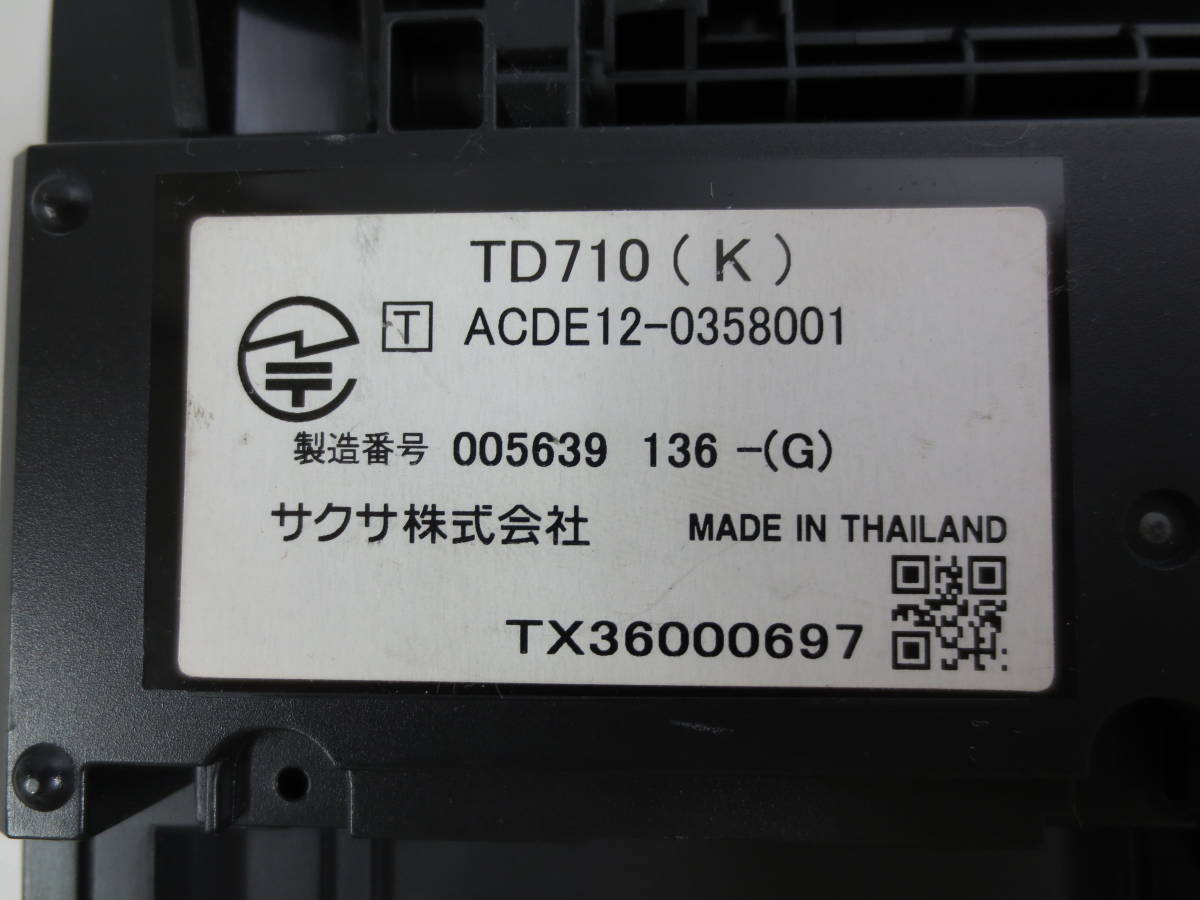 TD710 ( K )
T ACDE12-0358001
製造番号 005639 136 -(G)
サクサ株式会社 MADE IN THAILAND
TX36000697